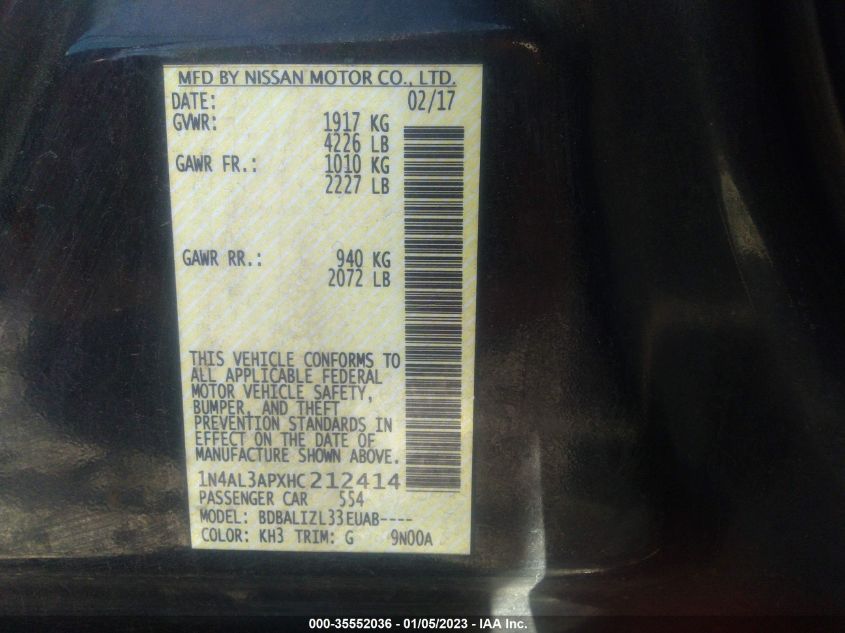 MFD BY NISSAN MOTOR CO., LTD.
DATE: 02/17
GVWR: 1917 KG
4226 LB
GAWR FR.: 1010 KG
2227 LB
GAWR RR.: 940 KG
2072 LB
THIS VEHICLE CONFORMS TO
ALL APPLICABLE FEDERAL
MOTOR VEHICLE SAFETY,
BUMPER, AND THEFT
PREVENTION STANDARDS IN
EFFECT ON THE DATE OF
MANUFACTURE SHOWN ABOVE.
1N4AL3APXHC212414
PASSENGER CAR 554
MODEL: BDBALIZL33EUAB----
COLOR: KH3 TRIM: G 9N00A
000-35552036 - 01/05/2023 - IAA Inc.